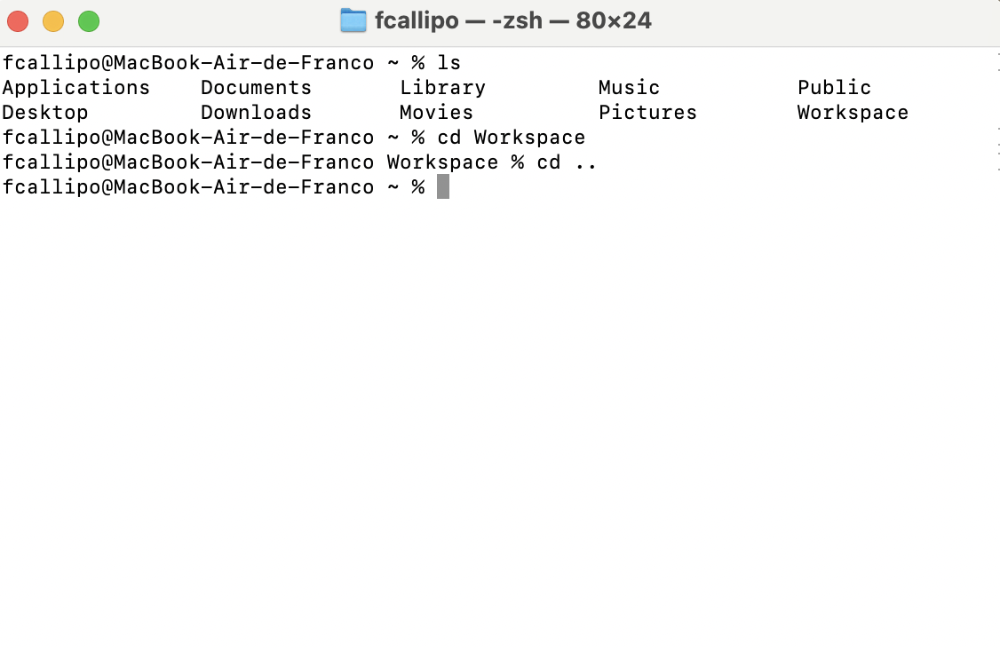 fcallipo — -zsh — 80×24
fcallipo@MacBook-Air-de-Franco ~ % ls
Applications Documents Library Music Public
Desktop Downloads Movies Pictures Workspace
fcallipo@MacBook-Air-de-Franco ~ % cd Workspace
fcallipo@MacBook-Air-de-Franco Workspace % cd ..
fcallipo@MacBook-Air-de-Franco ~ %